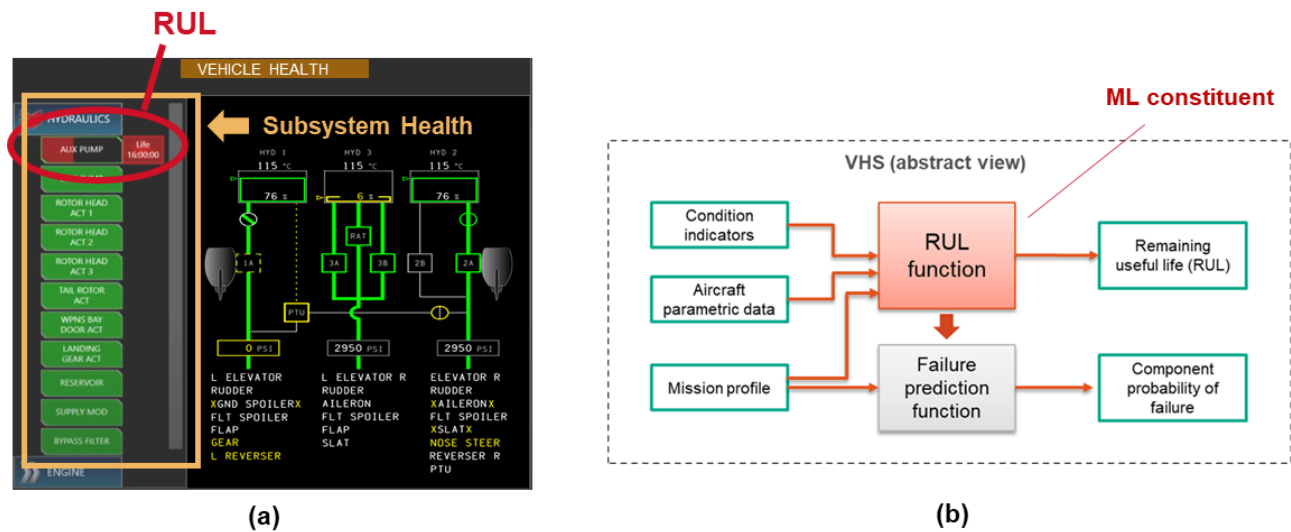 RUL
VEHICLE HEALTH
HYDRAULICS
AUX PUMP
Life
16:00:00
PUMP
ROTOR HEAD
ACT 1
ROTOR HEAD
ACT 2
ROTOR HEAD
ACT 3
TAIL ROTOR
ACT
WPNS BAY
DOOR ACT
LANDING
GEAR ACT
RESERVOIR
SUPPLY MOD
BYPASS FILTER
ENGINE
Subsystem Health
HYD 1
HYD 3
HYD 2
115 °C
115 °C
115 °C
76 %
6 %
76 %
RAT
1A
3A
3B
2B
2A
PTU
0 PSI
2950 PSI
2950 PSI
L ELEVATOR
RUDDER
XGND SPOILERX
FLT SPOILER
FLAP
GEAR
L REVERSER
L ELEVATOR R
RUDDER
AILERON
FLT SPOILER
FLAP
SLAT
ELEVATOR R
RUDDER
XAILERONX
FLT SPOILER
XSLATX
NOSE STEER
REVERSER R
PTU
(a)
ML constituent
VHS (abstract view)
Condition
indicators
Aircraft
parametric data
Mission profile
RUL
function
Failure
prediction
function
Remaining
useful life (RUL)
Component
probability of
failure
(b)